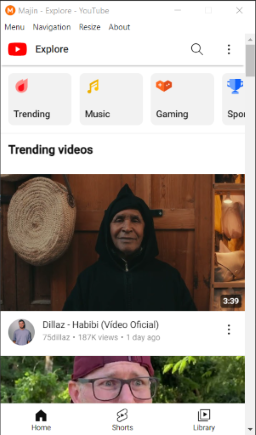 Majin - Explore - YouTube
Menu Navigation Resize About
Explore
Trending Music Gaming Spor
Trending videos
3:39
Dillaz - Habibi (Vídeo Oficial)
75dillaz • 187K views • 1 day ago
Home Shorts Library